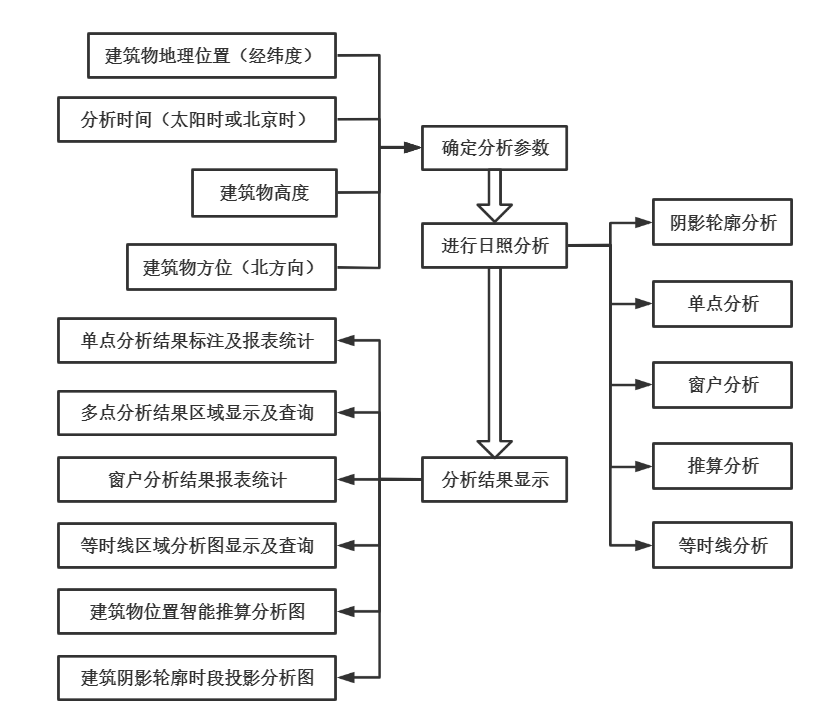 建筑物地理位置（经纬度）
分析时间（太阳时或北京时）
建筑物高度
建筑物方位（北方向）
确定分析参数
进行日照分析
阴影轮廓分析
单点分析
窗户分析
推算分析
等时线分析
分析结果显示
单点分析结果标注及报表统计
多点分析结果区域显示及查询
窗户分析结果报表统计
等时线区域分析图显示及查询
建筑物位置智能推算分析图
建筑阴影轮廓时段投影分析图